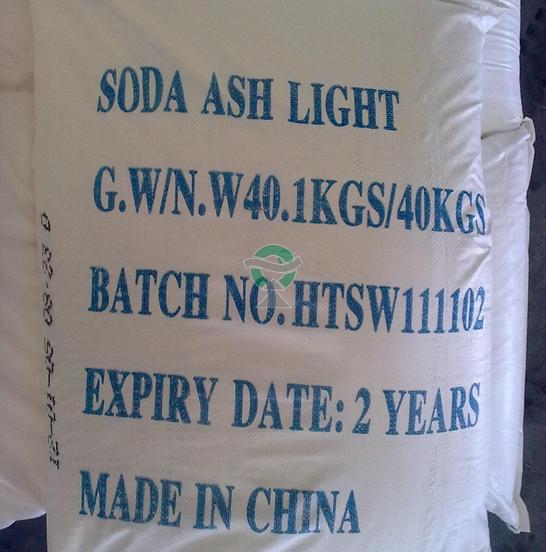 SODA ASH LIGHT
G.W/N.W40.1KGS/40KGS
BATCH NO.:HTSW111102
EXPIRY DATE: 2 YEARS
MADE IN CHINA